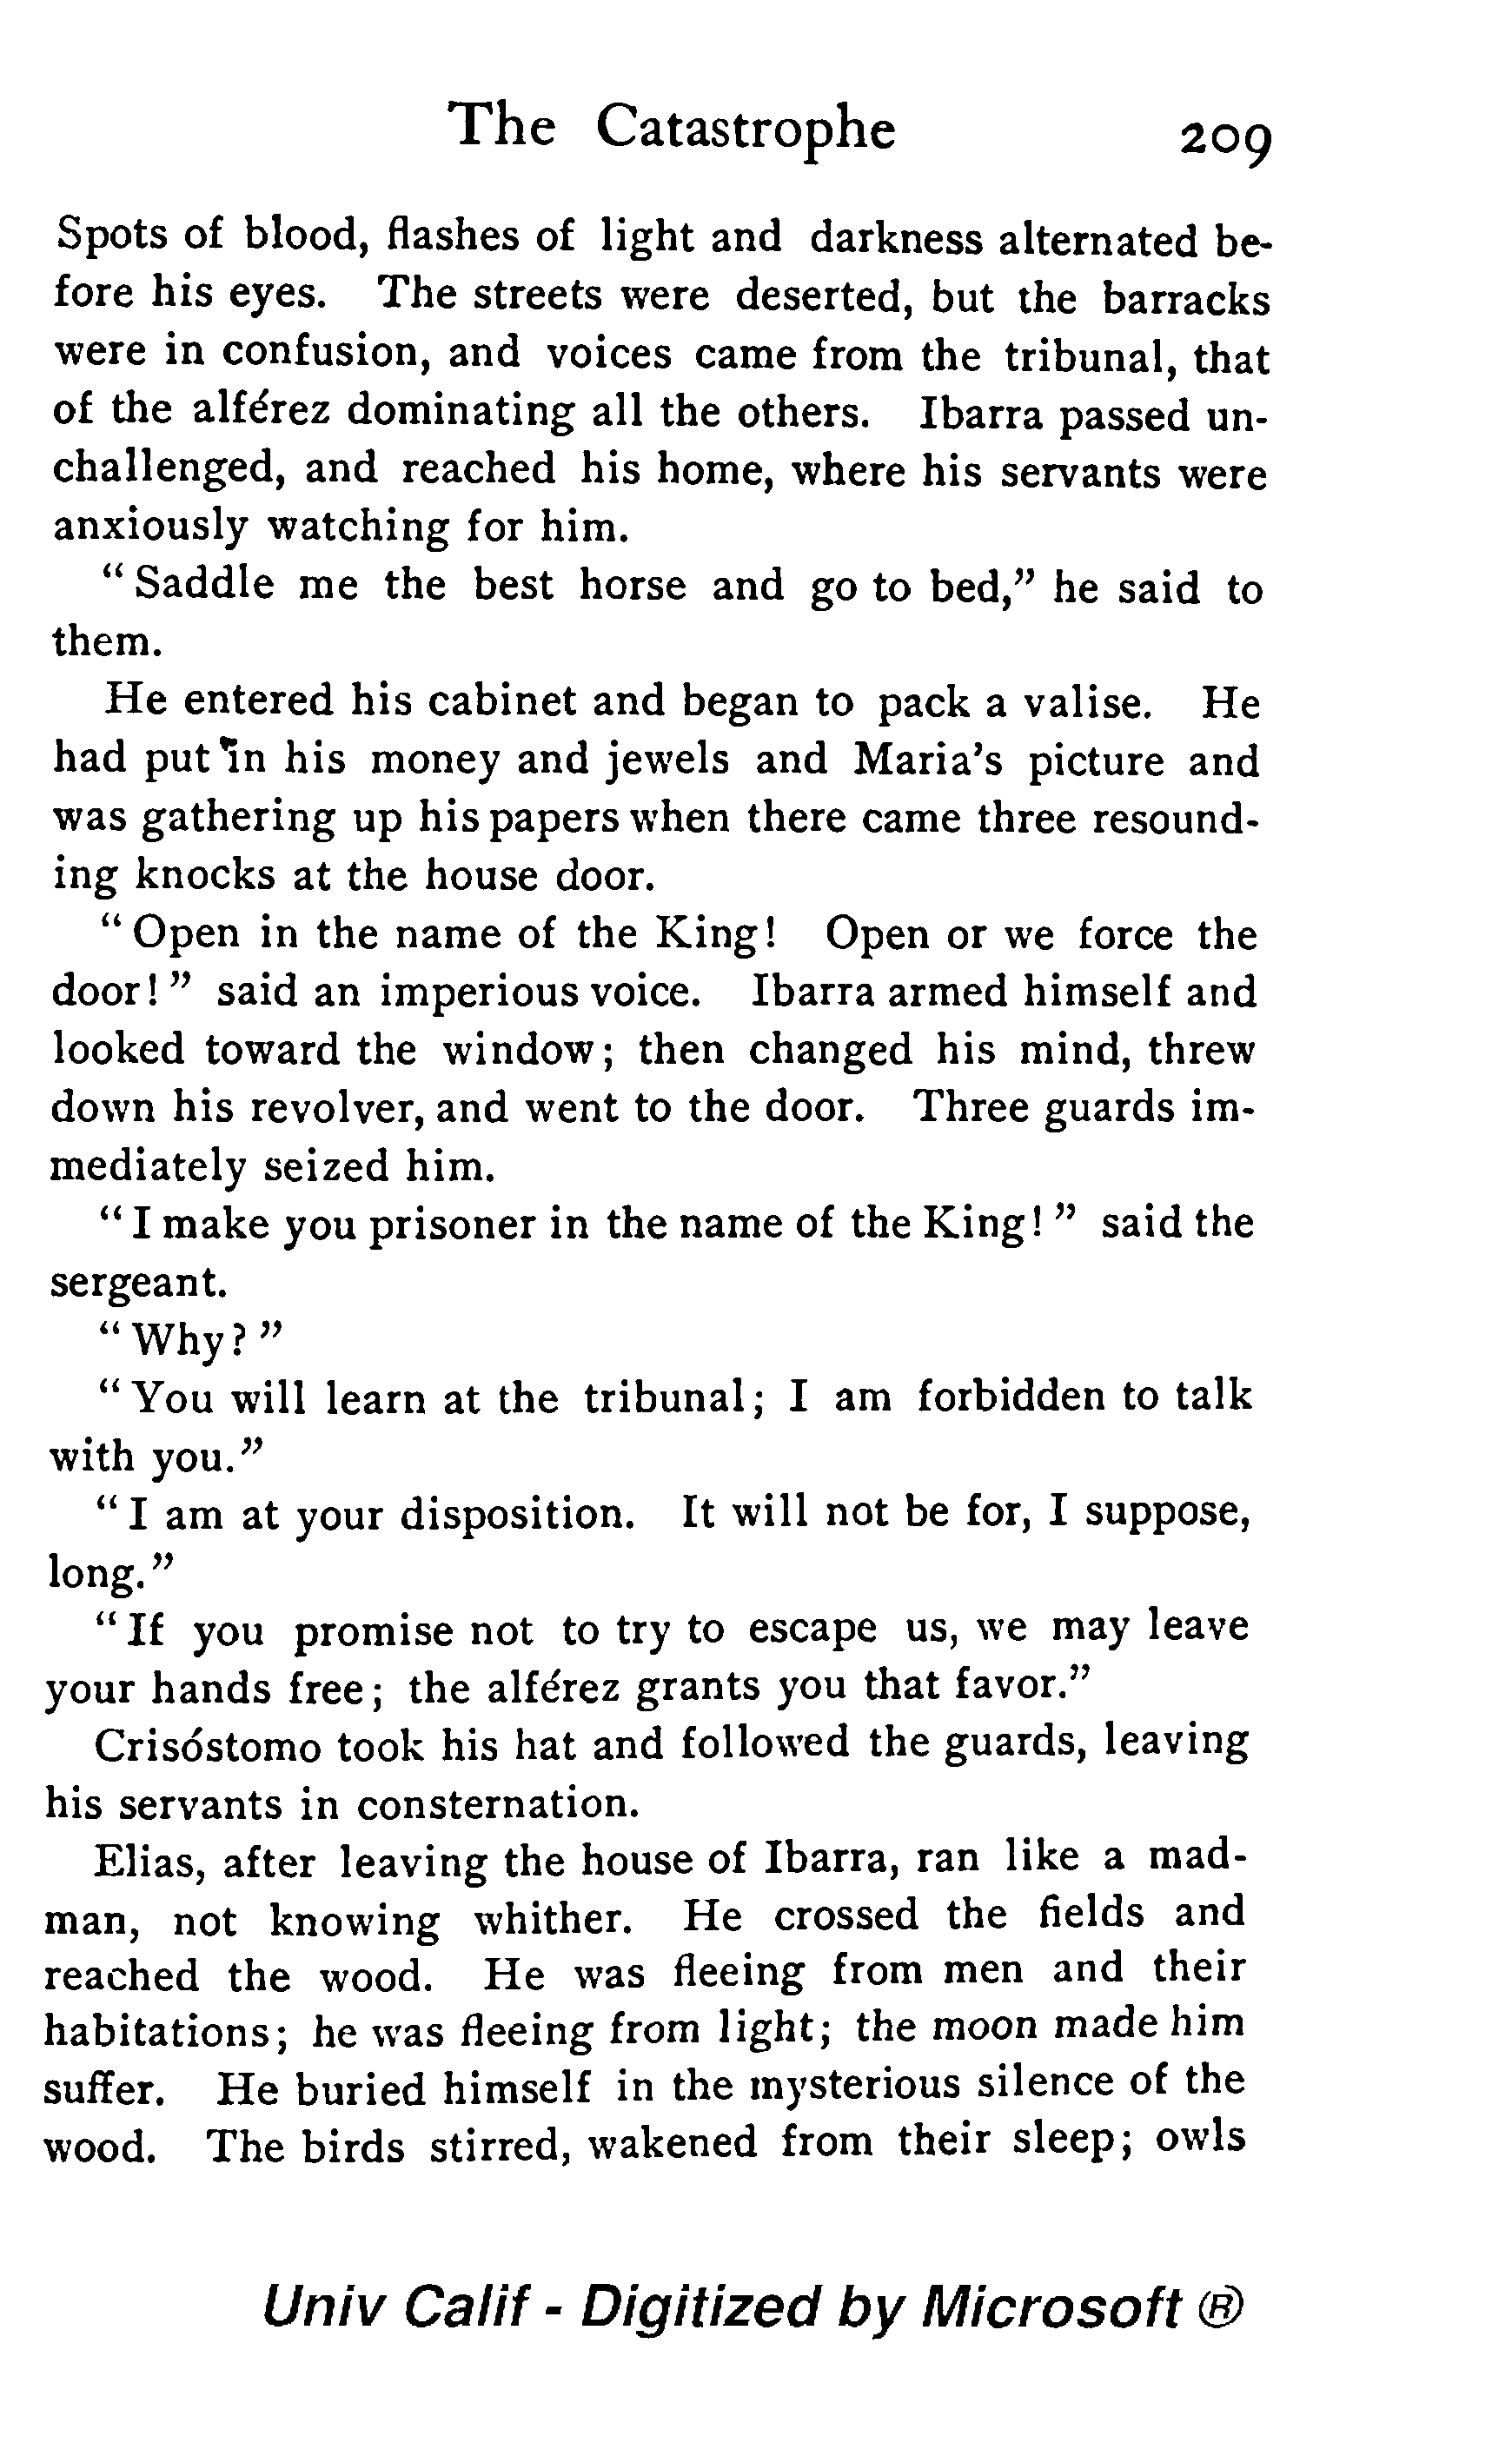 The Catastrophe 209
Spots of blood, flashes of light and darkness alternated be-
fore his eyes. The streets were deserted, but the barracks
were in confusion, and voices came from the tribunal, that
of the alférez dominating all the others. Ibarra passed un-
challenged, and reached his home, where his servants were
anxiously watching for him.
“ Saddle me the best horse and go to bed,” he said to
them.
He entered his cabinet and began to pack a valise. He
had put in his money and jewels and Maria’s picture and
was gathering up his papers when there came three resound-
ing knocks at the house door.
“ Open in the name of the King! Open or we force the
door! ” said an imperious voice. Ibarra armed himself and
looked toward the window; then changed his mind, threw
down his revolver, and went to the door. Three guards im-
mediately seized him.
“ I make you prisoner in the name of the King! ” said the
sergeant.
“ Why? ”
“ You will learn at the tribunal; I am forbidden to talk
with you.”
“ I am at your disposition. It will not be for, I suppose,
long.”
“ If you promise not to try to escape us, we may leave
your hands free; the alférez grants you that favor.”
Crisóstomo took his hat and followed the guards, leaving
his servants in consternation.
Elias, after leaving the house of Ibarra, ran like a mad-
man, not knowing whither. He crossed the fields and
reached the wood. He was fleeing from men and their
habitations; he was fleeing from light; the moon made him
suffer. He buried himself in the mysterious silence of the
wood. The birds stirred, wakened from their sleep; owls
Univ Calif - Digitized by Microsoft ®